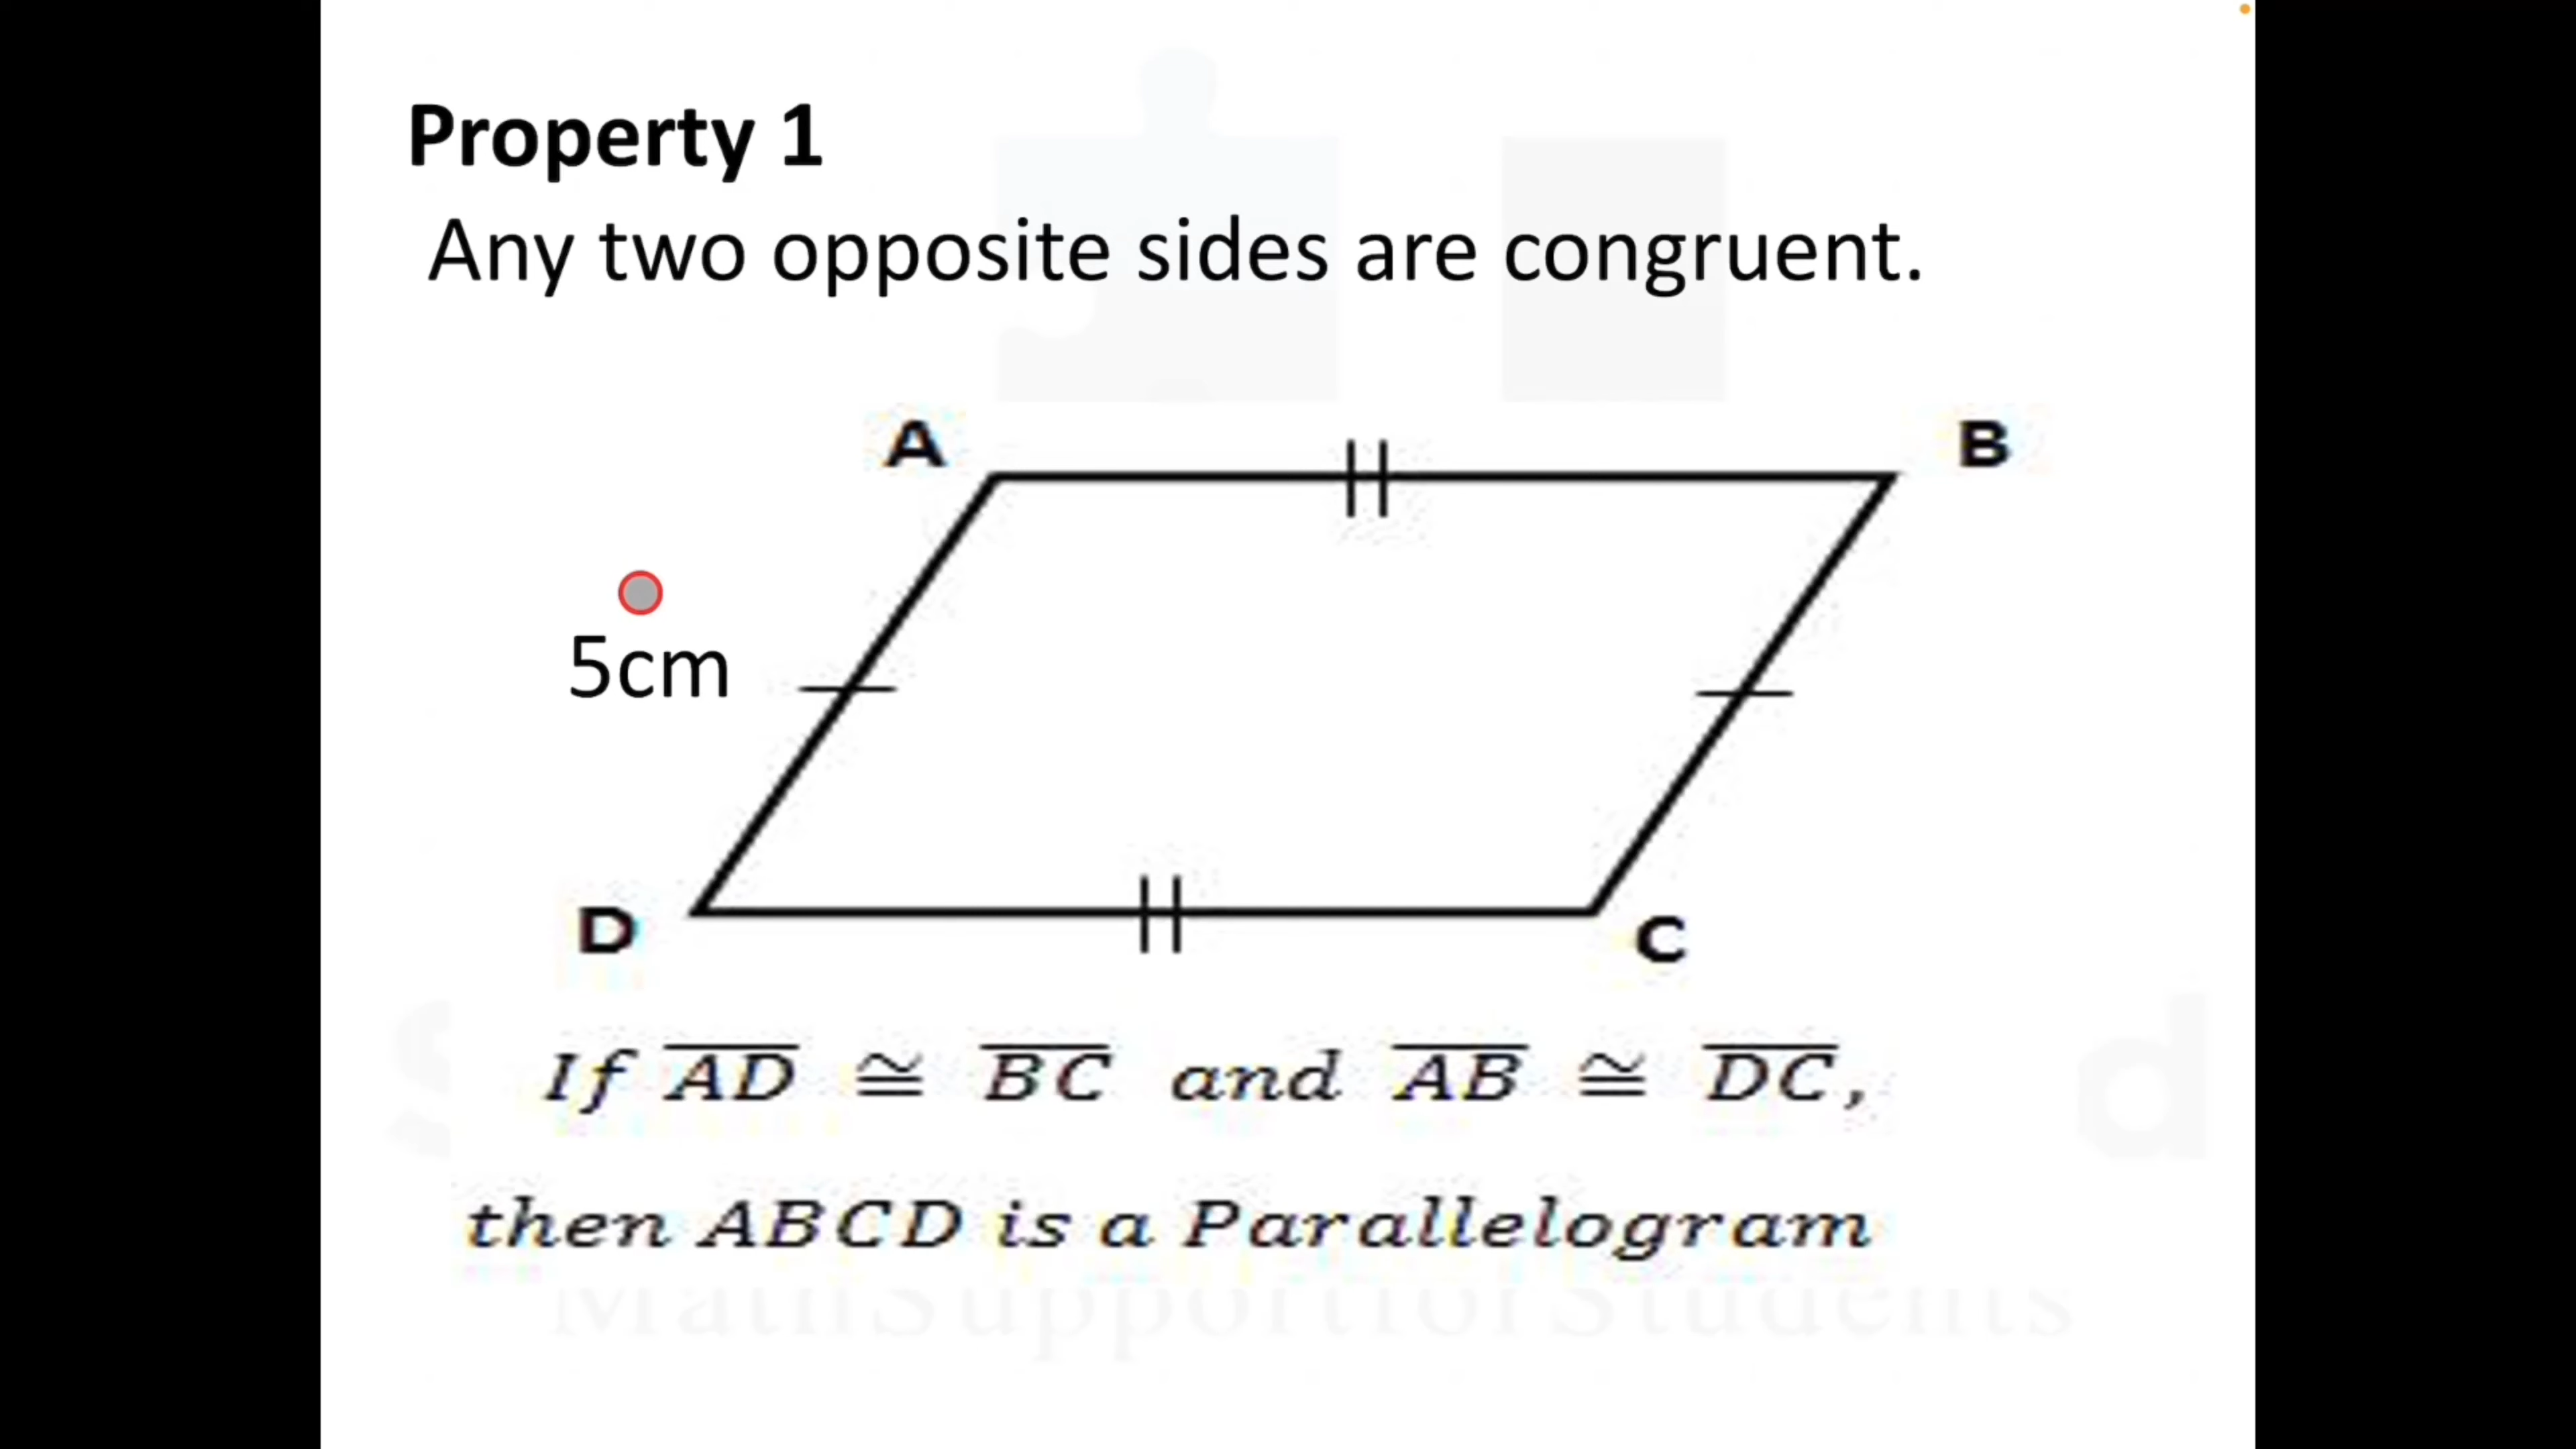 Property 1
Any two opposite sides are congruent.
A
B
5cm
D
C
If AD ≅ BC and AB ≅ DC,
then ABCD is a Parallelogram
MathSupportforStudents